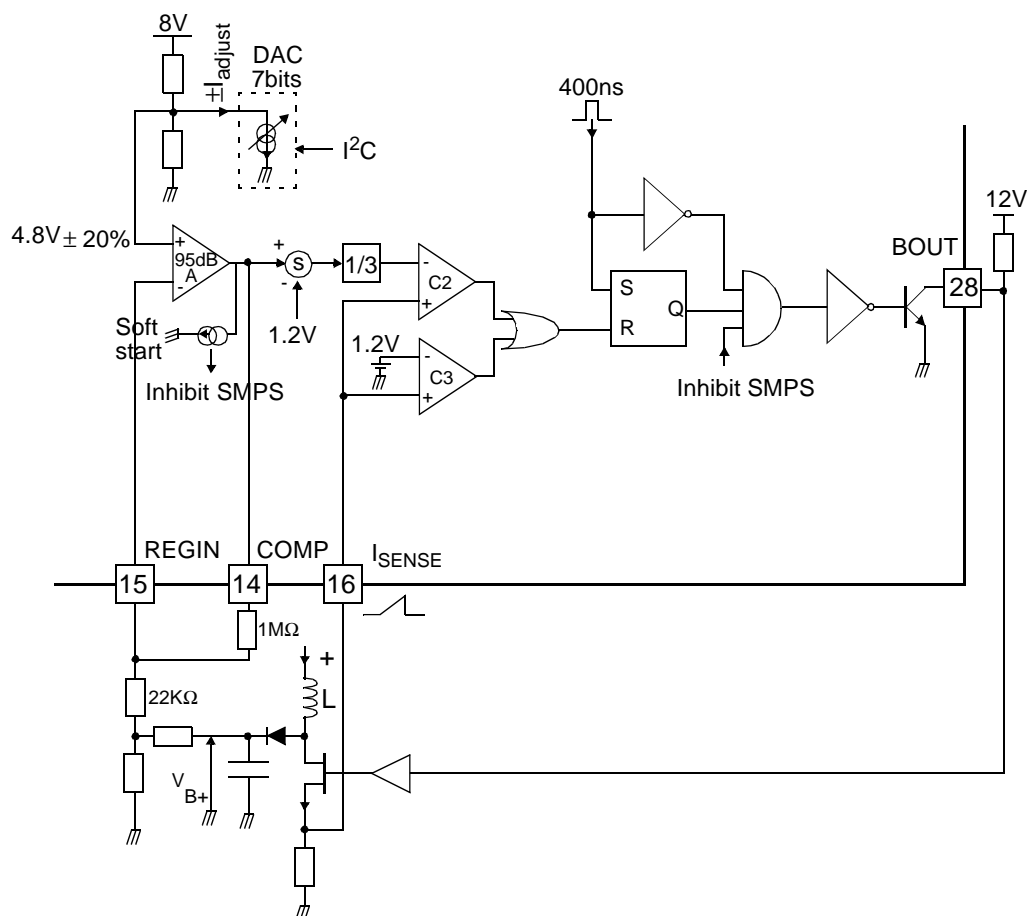 8V
±I adjust
DAC
7bits
I²C
400ns
12V
4.8V ± 20%
+
95dB
A
-
+
S
-
1.2V
1/3
-
C2
+
1.2V
-
C3
+
S
R
Q
BOUT
28
Soft
start
Inhibit SMPS
Inhibit SMPS
REGIN
COMP
I SENSE
15
14
16
1MΩ
+
22KΩ
L
V B+